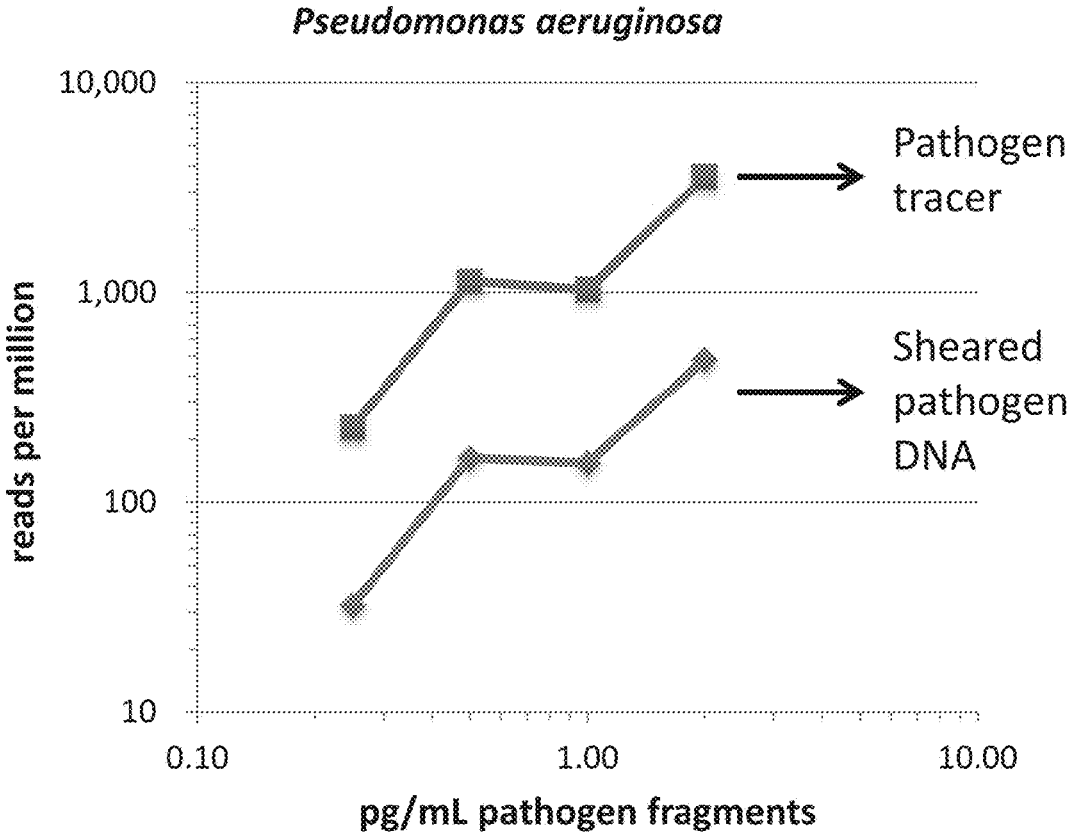 Pseudomonas aeruginosa
10,000
1,000
100
10
reads per million
0.10
1.00
10.00
pg/mL pathogen fragments
Pathogen
tracer
Sheared
pathogen
DNA